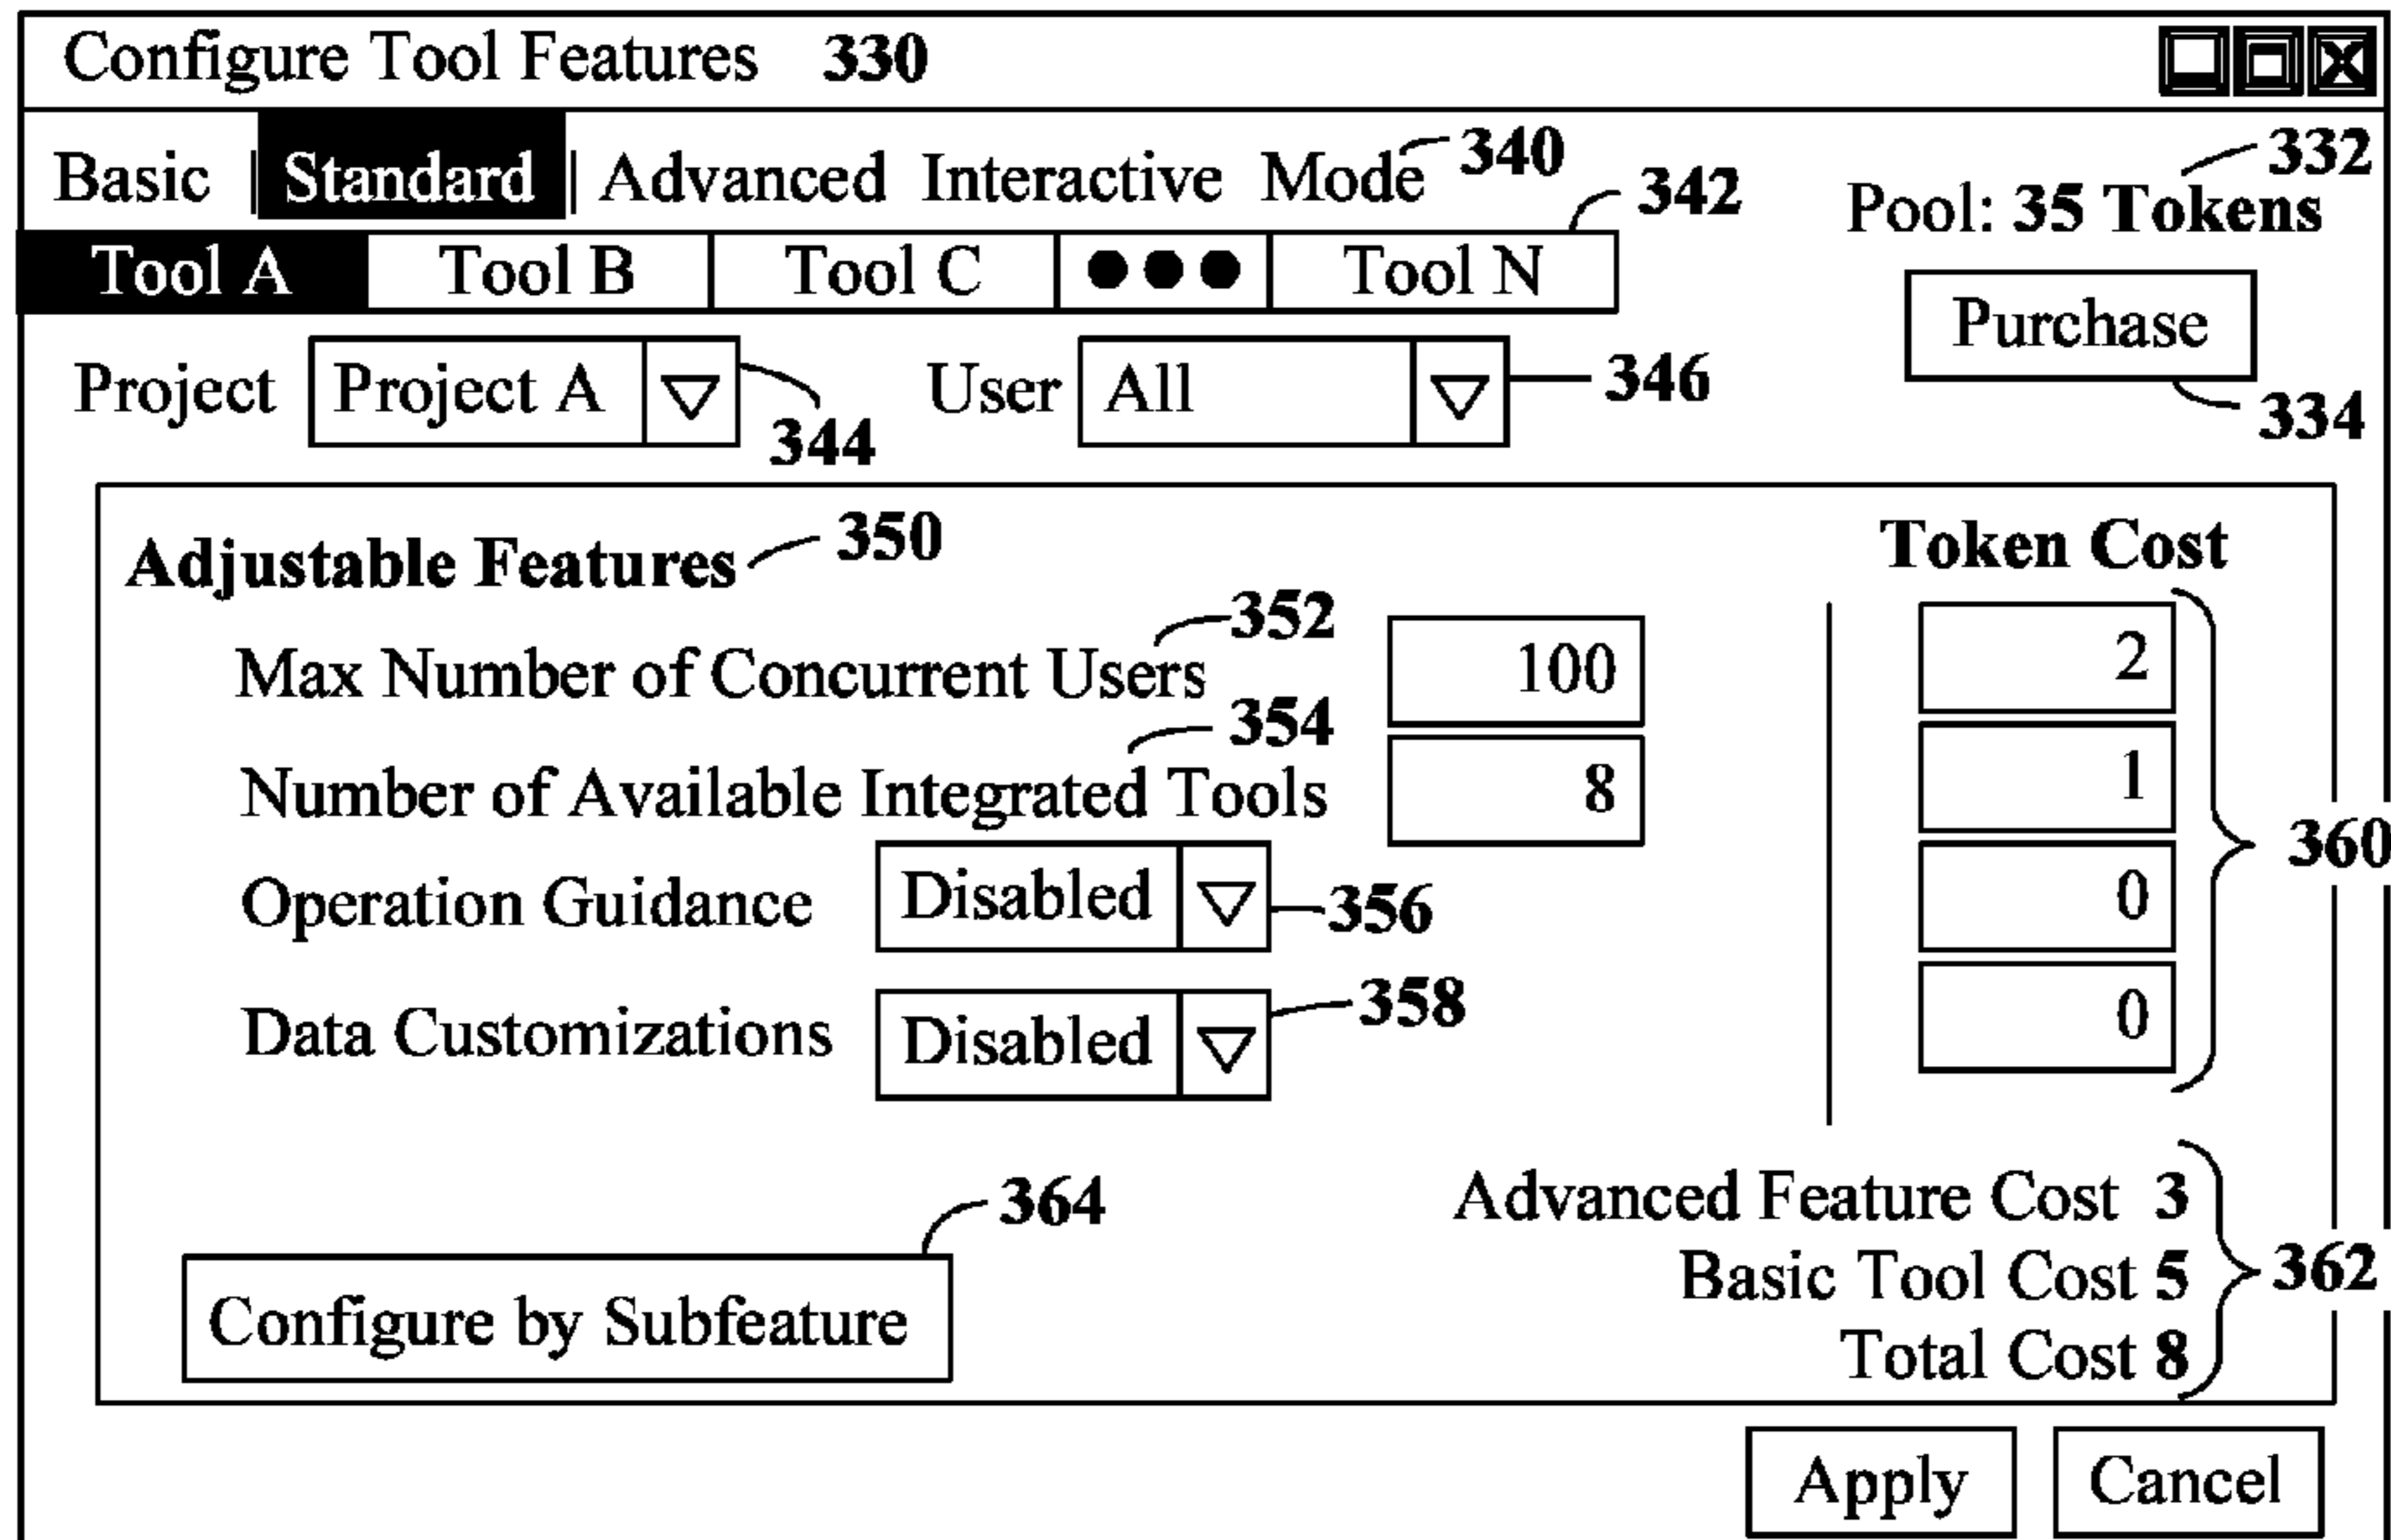 Configure Tool Features 330
Basic | Standard | Advanced Interactive Mode 340
332
Pool: 35 Tokens
342
Tool A Tool B Tool C ●●● Tool N
Purchase
334
Project Project A 344 User All 346
Adjustable Features 350
Token Cost
352
Max Number of Concurrent Users 100 2
354
Number of Available Integrated Tools 8 1
360
Operation Guidance Disabled 356 0
Data Customizations Disabled 358 0
364
Configure by Subfeature
Advanced Feature Cost 3
Basic Tool Cost 5
362
Total Cost 8
Apply Cancel